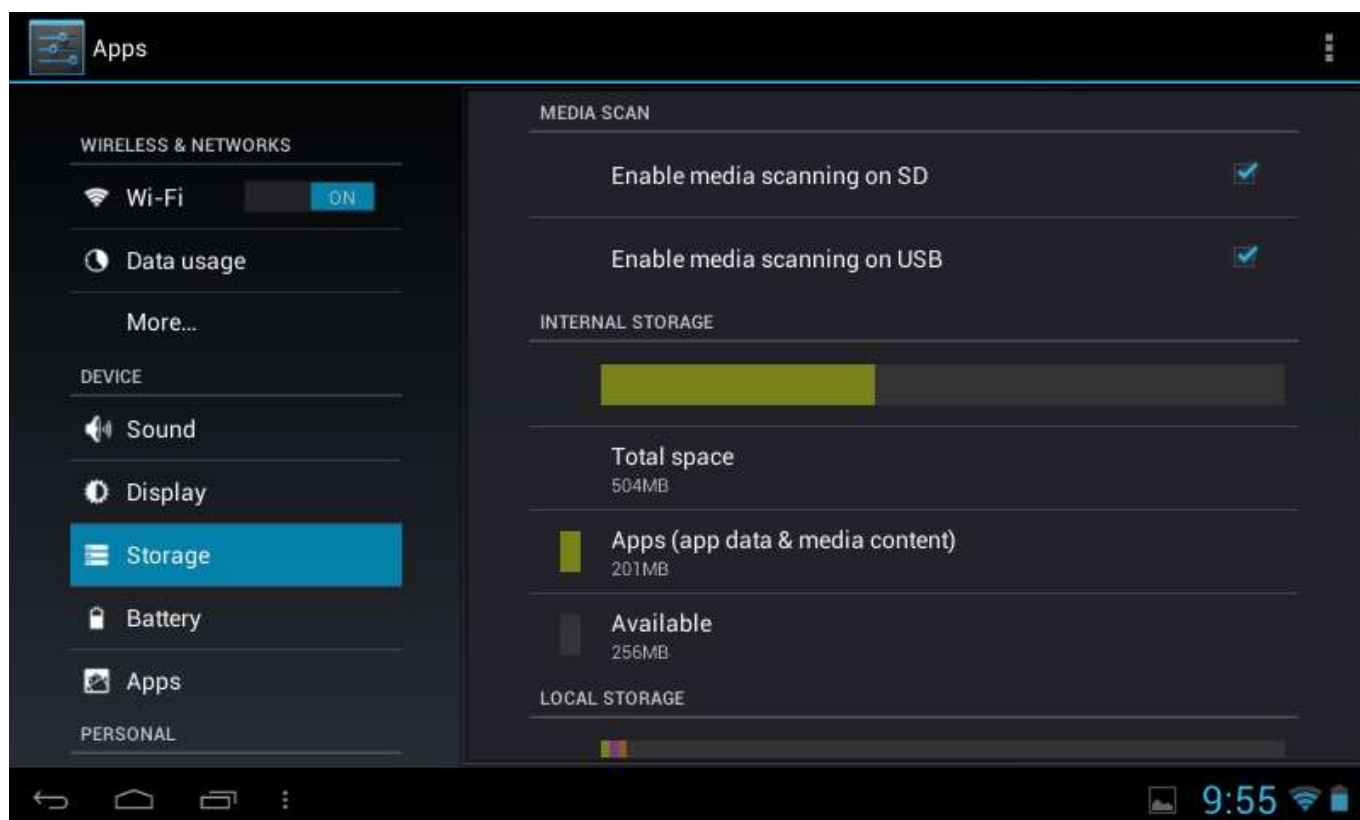 Apps
WIRELESS & NETWORKS
Wi-Fi ON
Data usage
More...
DEVICE
Sound
Display
Storage
Battery
Apps
PERSONAL
MEDIA SCAN
Enable media scanning on SD
Enable media scanning on USB
INTERNAL STORAGE
Total space
504MB
Apps (app data & media content)
201MB
Available
256MB
LOCAL STORAGE
9:55